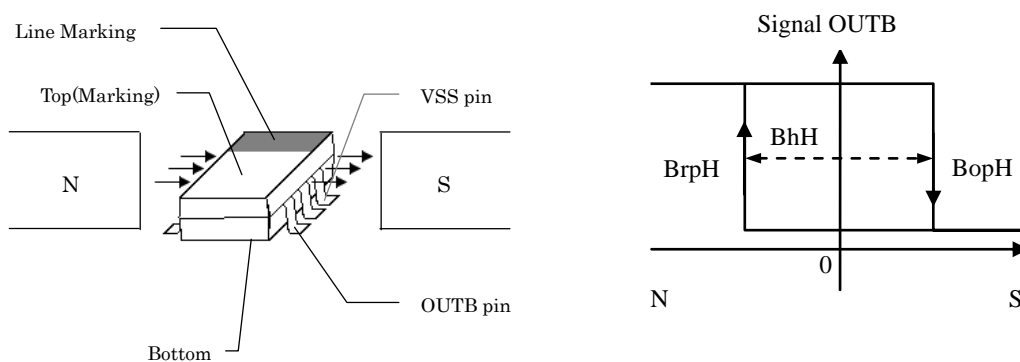 Line Marking
Top(Marking)
VSS pin
N
S
OUTB pin
Bottom
Signal OUTB
BhH
BrpH
BopH
0
N
S